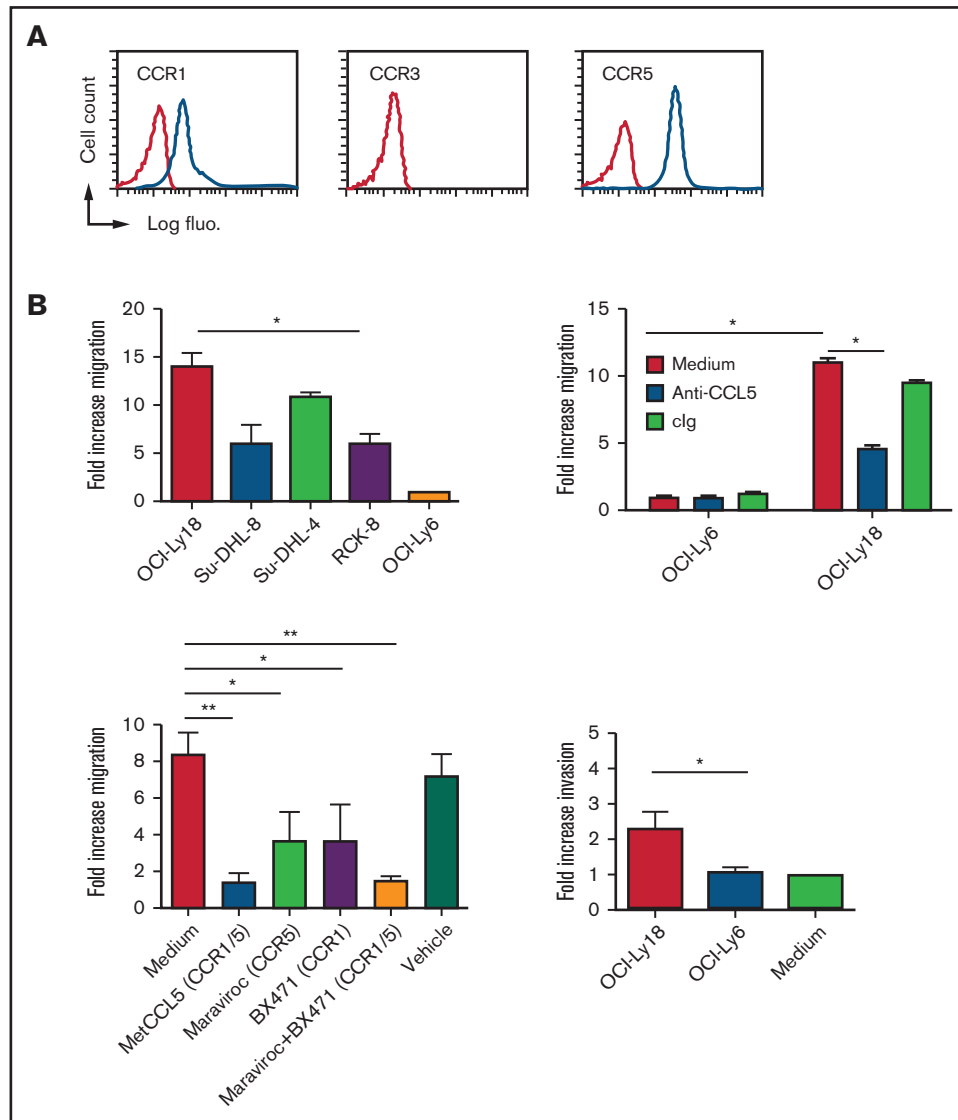 A
CCR1
CCR3
CCR5
Cell count
Log fluo.
B
Fold increase migration
20
15
10
5
0
*
OCI-Ly18
Su-DHL-8
Su-DHL-4
RCK-8
OCI-Ly6
Fold increase migration
15
10
5
0
*
*
Medium
Anti-CCL5
cIg
OCI-Ly6
OCI-Ly18
Fold increase migration
10
8
6
4
2
0
**
*
*
**
Medium
MetCCL5 (CCR1/5)
Maraviroc (CCR5)
BX471 (CCR1)
Maraviroc+BX471 (CCR1/5)
Vehicle
Fold increase invasion
5
4
3
2
1
0
*
OCI-Ly18
OCI-Ly6
Medium